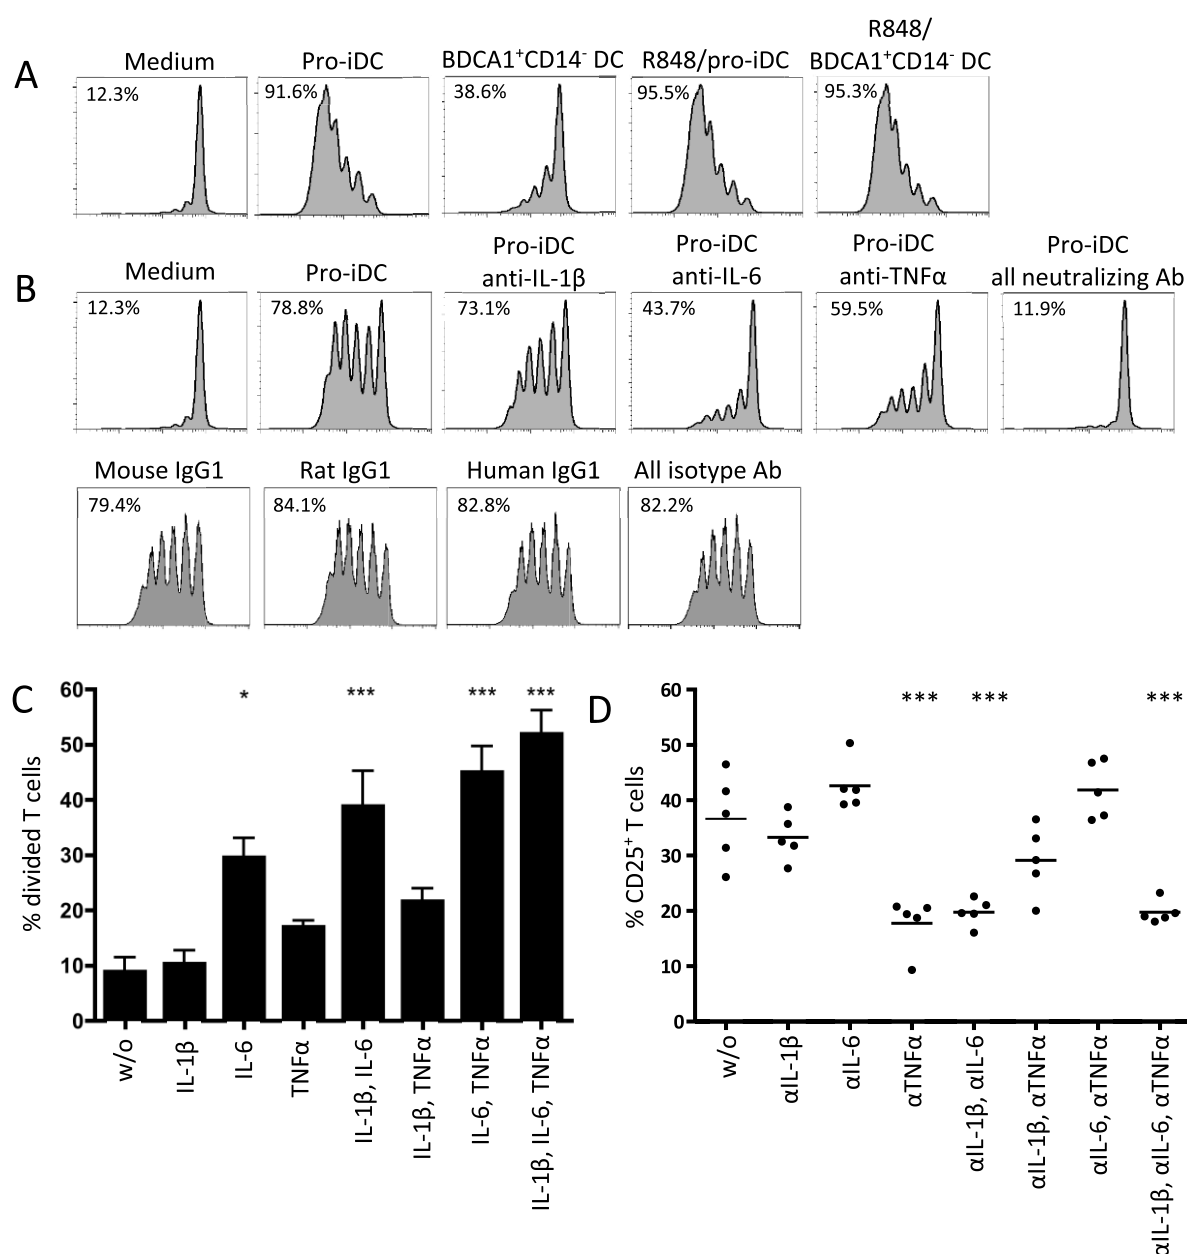 A
Medium
Pro-iDC
BDCA1⁺CD14⁻ DC
R848/pro-iDC
R848/
BDCA1⁺CD14⁻ DC
12.3%
91.6%
38.6%
95.5%
95.3%
B
Medium
Pro-iDC
Pro-iDC
anti-IL-1β
Pro-iDC
anti-IL-6
Pro-iDC
anti-TNFα
Pro-iDC
all neutralizing Ab
12.3%
78.8%
73.1%
43.7%
59.5%
11.9%
Mouse IgG1
Rat IgG1
Human IgG1
All isotype Ab
79.4%
84.1%
82.8%
82.2%
C
% divided T cells
60
50
40
30
20
10
0
*
***
***
***
w/o
IL-1β
IL-6
TNFα
IL-1β, IL-6
IL-1β, TNFα
IL-6, TNFα
IL-1β, IL-6, TNFα
D
% CD25⁺ T cells
60
50
40
30
20
10
0
***
***
***
w/o
αIL-1β
αIL-6
αTNFα
αIL-1β, αIL-6
αIL-1β, αTNFα
αIL-6, αTNFα
αIL-1β, αIL-6, αTNFα